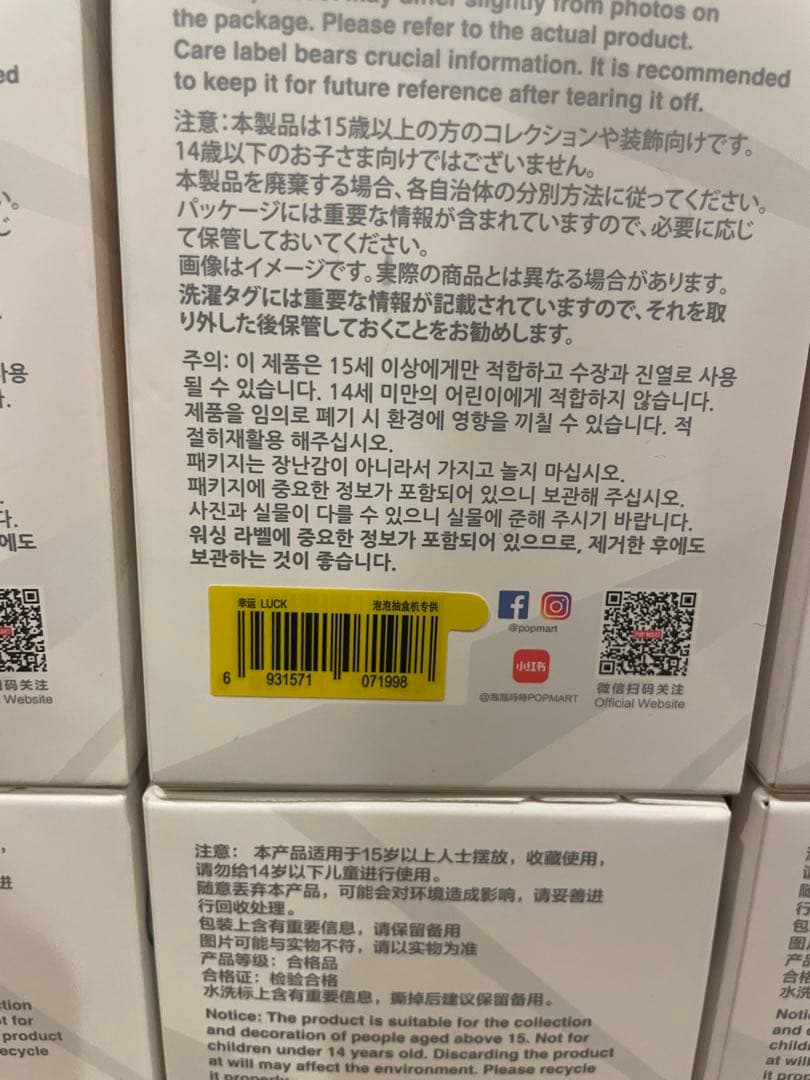 may differ slightly from photos on
the package. Please refer to the actual product.
Care label bears crucial information. It is recommended
to keep it for future reference after tearing it off.
注意:本製品は15歳以上の方のコレクションや装飾向けです。
14歳以下のお子さま向けではございません。
本製品を廃棄する場合、各自治体の分別方法に従ってください。
パッケージには重要な情報が含まれていますので、必要に応じ
て保管しておいてください。
画像はイメージです。実際の商品とは異なる場合があります。
洗濯タグには重要な情報が記載されていますので、それを取
り外した後保管しておくことをお勧めします。
주의: 이 제품은 15세 이상에게만 적합하고 수장과 진열로 사용
될 수 있습니다. 14세 미만의 어린이에게 적합하지 않습니다.
제품을 임의로 폐기 시 환경에 영향을 끼칠 수 있습니다. 적
절히재활용 해주십시오.
패키지는 장난감이 아니라서 가지고 놀지 마십시오.
패키지에 중요한 정보가 포함되어 있으니 보관해 주십시오.
사진과 실물이 다를 수 있으니 실물에 준해 주시기 바랍니다.
워싱 라벨에 중요한 정보가 포함되어 있으므로, 제거한 후에도
보관하는 것이 좋습니다.
幸运 LUCK 泡泡抽盒机专供
6 931571 071998
@popmart
小红书
@泡泡玛特POPMART
POP MART
微信扫码关注
Official Website
码关注
Website
注意： 本产品适用于15岁以上人士摆放，收藏使用，
请勿给14岁以下儿童进行使用。
随意丢弃本产品，可能会对环境造成影响，请妥善进
行回收处理。
包装上含有重要信息，请保留备用
图片可能与实物不符，请以实物为准
产品等级：合格品
合格证：检验合格
水洗标上含有重要信息，撕掉后建议保留备用。
Notice: The product is suitable for the collection
and decoration of people aged above 15. Not for
children under 14 years old. Discarding the product
at will may affect the environment. Please recycle
it properly.